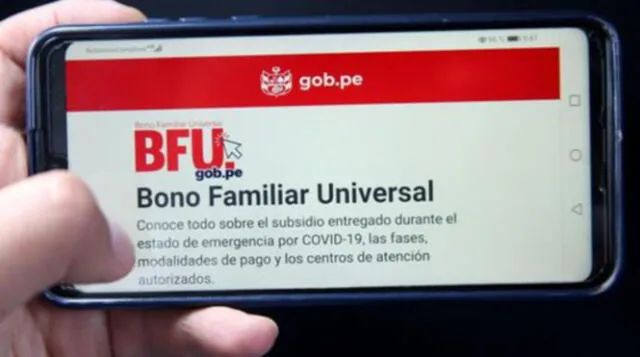 gob.pe
Bono Familiar Universal
BFU.
gob.pe
Bono Familiar Universal
Conoce todo sobre el subsidio entregado durante el
estado de emergencia por COVID-19, las fases,
modalidades de pago y los centros de atención
autorizados.